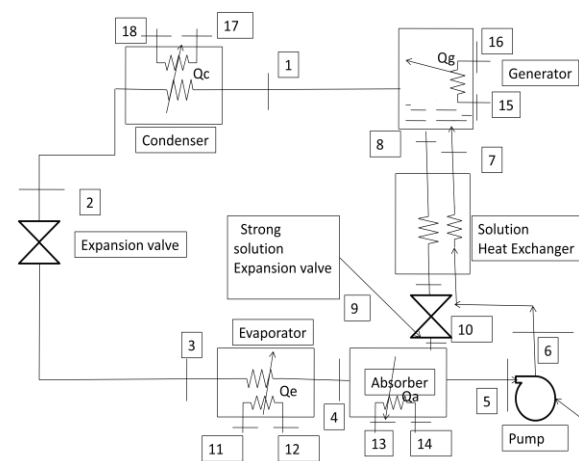 18
17
Qc
1
Condenser
Qg
16
Generator
15
8
7
2
Expansion valve
Strong
solution
Expansion valve
Solution
Heat Exchanger
9
10
3
Evaporator
Qe
4
Absorber
Qa
5
6
11
12
13
14
Pump